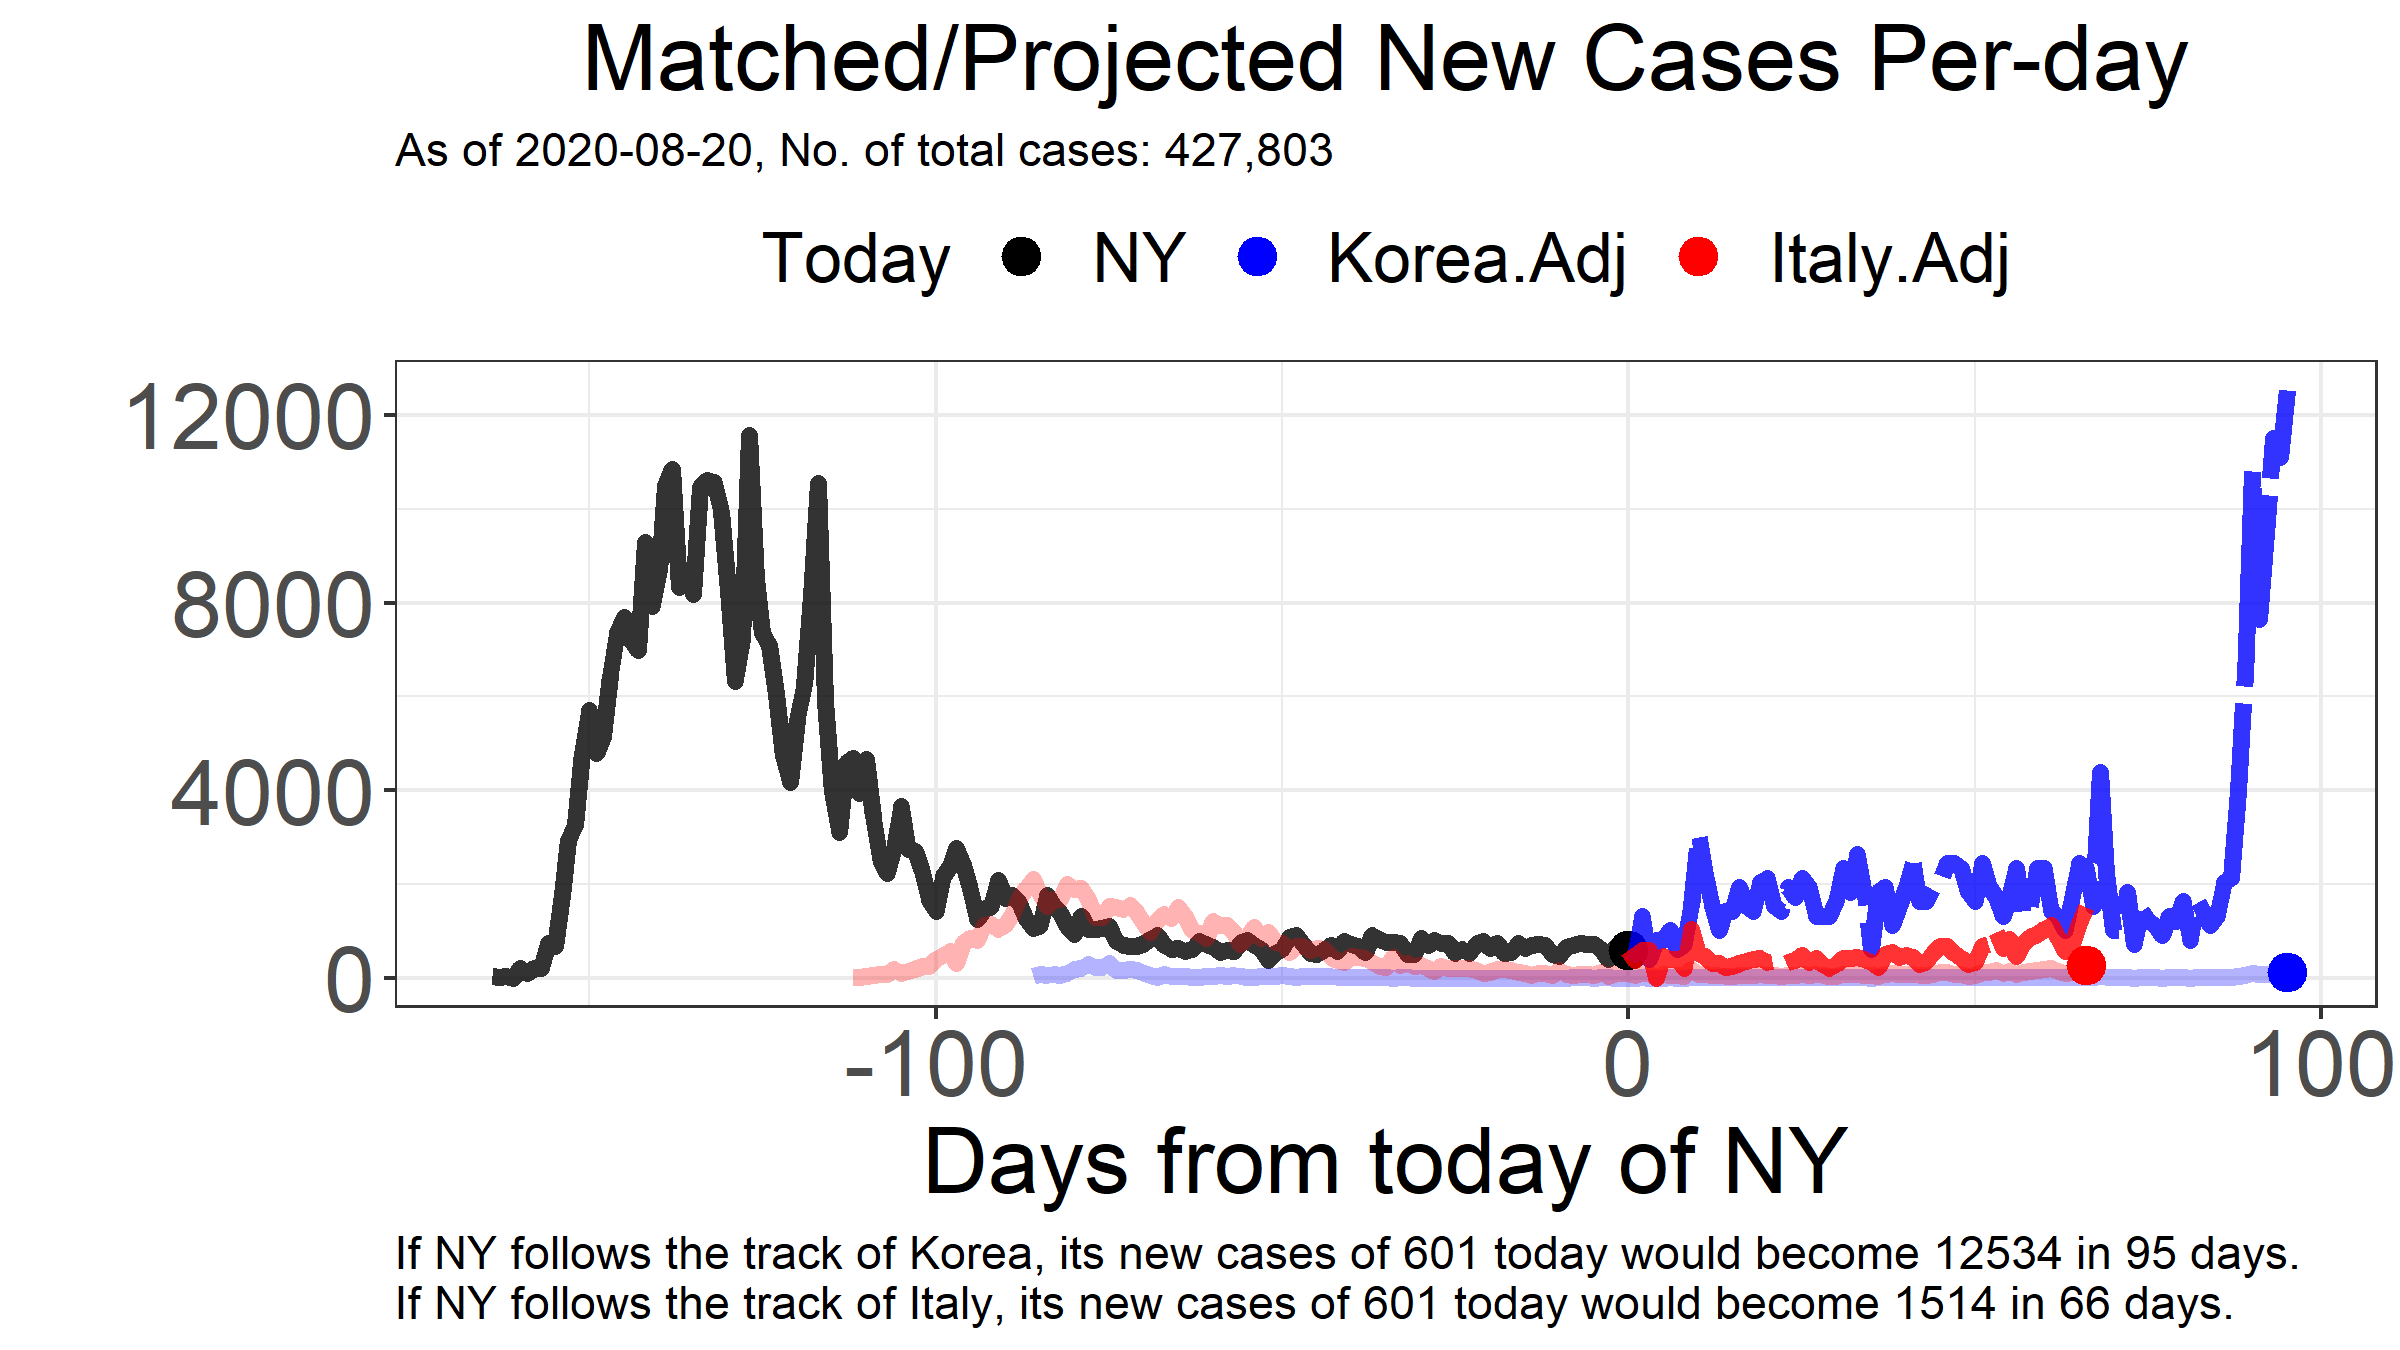 Matched/Projected New Cases Per-day
As of 2020-08-20, No. of total cases: 427,803
Today NY Korea.Adj Italy.Adj
12000
8000
4000
0
-100 0 100
Days from today of NY
If NY follows the track of Korea, its new cases of 601 today would become 12534 in 95 days.
If NY follows the track of Italy, its new cases of 601 today would become 1514 in 66 days.